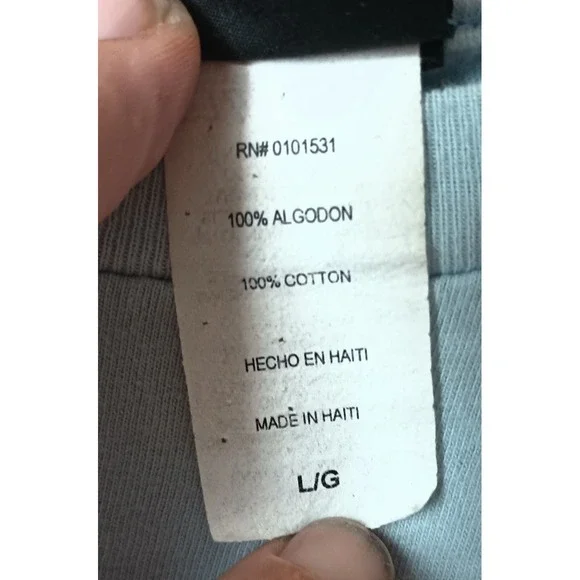 RN# 0101531
100% ALGODON
100% COTTON
HECHO EN HAITI
MADE IN HAITI
L/G